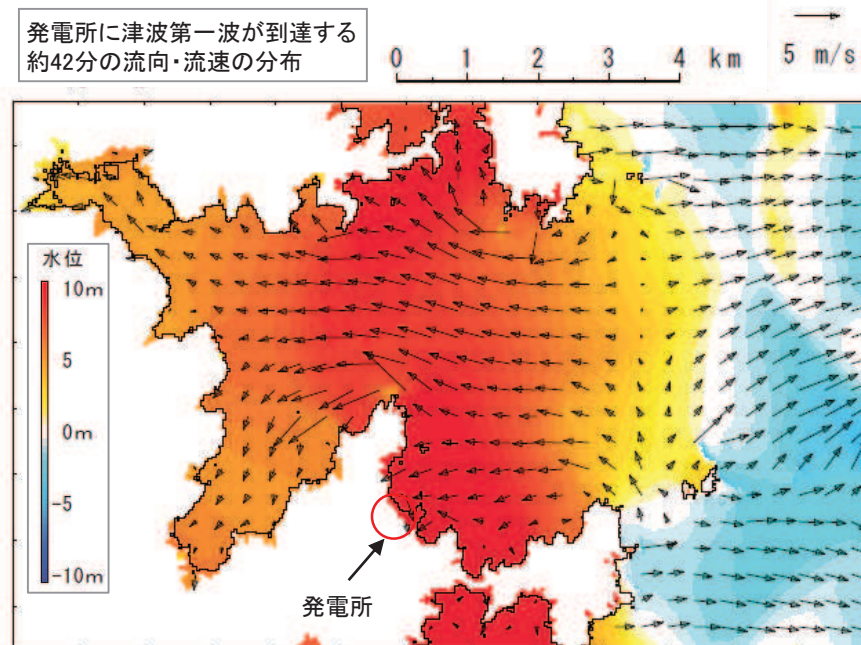 発電所に津波第一波が到達する
約42分の流向・流速の分布
0 1 2 3 4 km
5 m/s
水位
10m
5
0m
-5
-10m
発電所